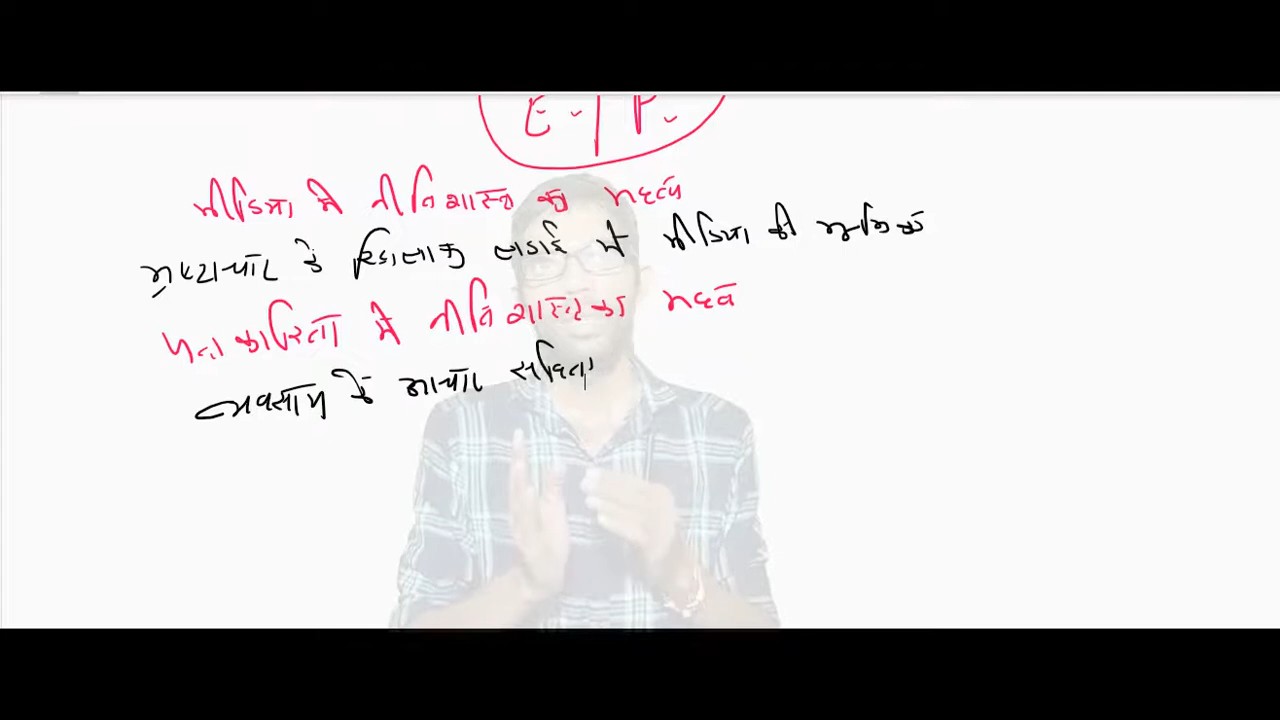 E. / P.
मीडिया में नीतिशास्त्र का महत्व
भ्रष्टाचार के खिलाफ लडाई में मीडिया की भूमिका
पत्रकारिता में नीतिशास्त्र का महत्व
व्यवसाय के आचार संहिता